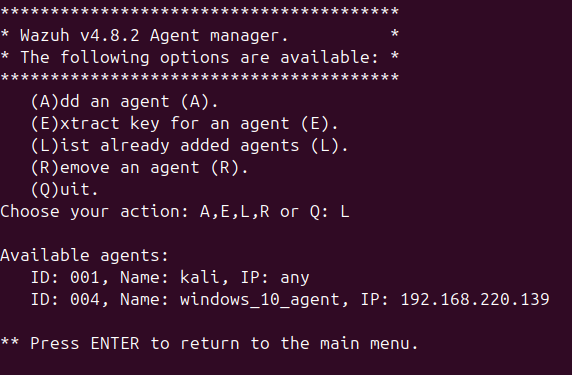 ****************************************
* Wazuh v4.8.2 Agent manager.          *
* The following options are available: *
****************************************
   (A)dd an agent (A).
   (E)xtract key for an agent (E).
   (L)ist already added agents (L).
   (R)emove an agent (R).
   (Q)uit.
Choose your action: A,E,L,R or Q: L

Available agents:
   ID: 001, Name: kali, IP: any
   ID: 004, Name: windows_10_agent, IP: 192.168.220.139

** Press ENTER to return to the main menu.